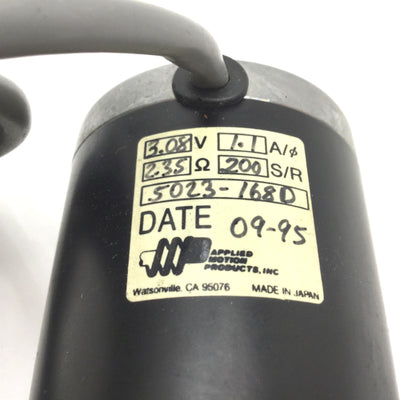 3.08 V 1.1 A/ø
2.35 Ω 200 S/R
5023-168D
DATE 09-95
APPLIED
MOTION
PRODUCTS, INC
Watsonville, CA 95076 MADE IN JAPAN